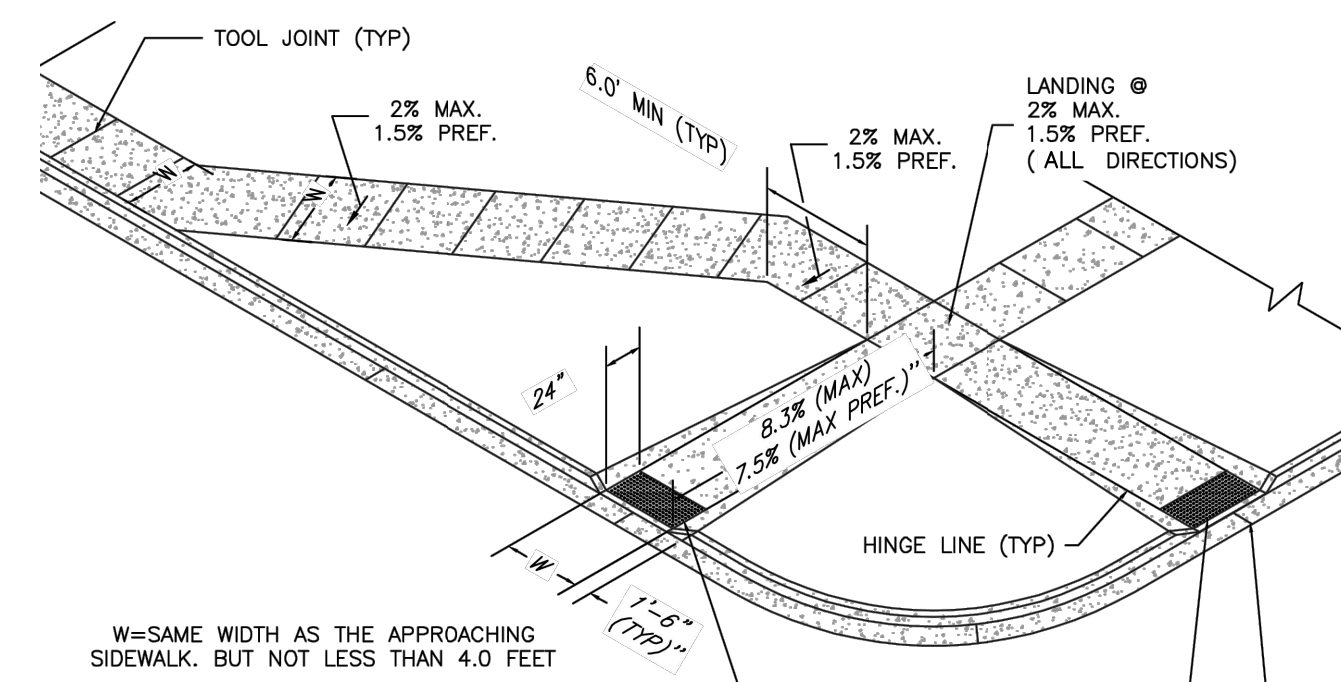 TOOL JOINT (TYP)
2% MAX.
1.5% PREF.
6.0' MIN (TYP)
2% MAX.
1.5% PREF.
LANDING @
2% MAX.
1.5% PREF.
( ALL DIRECTIONS)
W
W
24"
8.3% (MAX)
7.5% (MAX PREF.)"
HINGE LINE (TYP)
W
1'-6"
(TYP)"
W=SAME WIDTH AS THE APPROACHING
SIDEWALK. BUT NOT LESS THAN 4.0 FEET